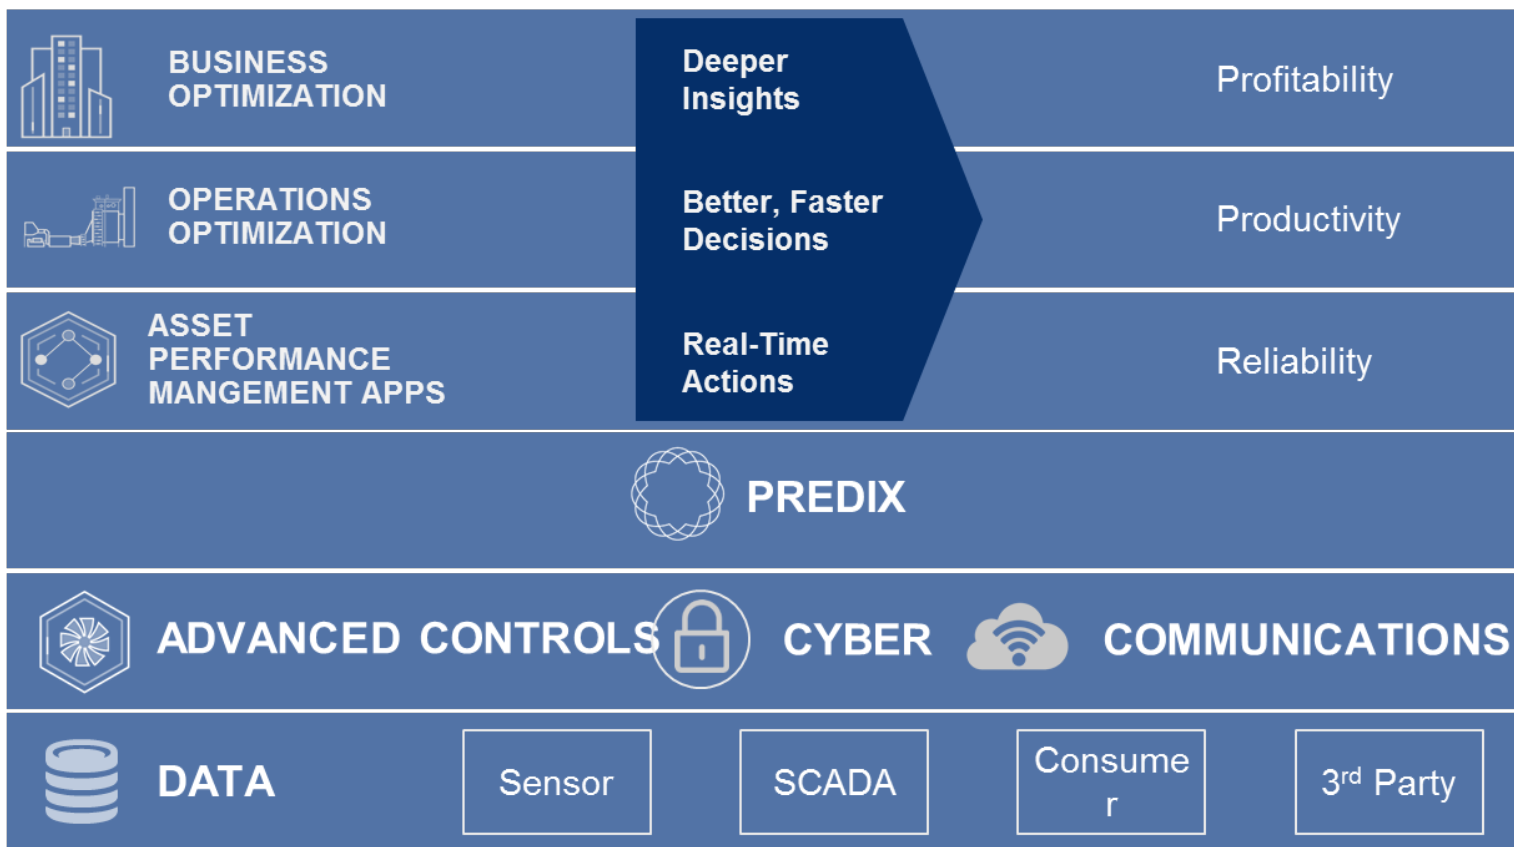 BUSINESS
OPTIMIZATION
Deeper
Insights
Profitability
OPERATIONS
OPTIMIZATION
Better, Faster
Decisions
Productivity
ASSET
PERFORMANCE
MANGEMENT APPS
Real-Time
Actions
Reliability
PREDIX
ADVANCED CONTROLS
CYBER
COMMUNICATIONS
DATA
Sensor
SCADA
Consume
r
3rd Party